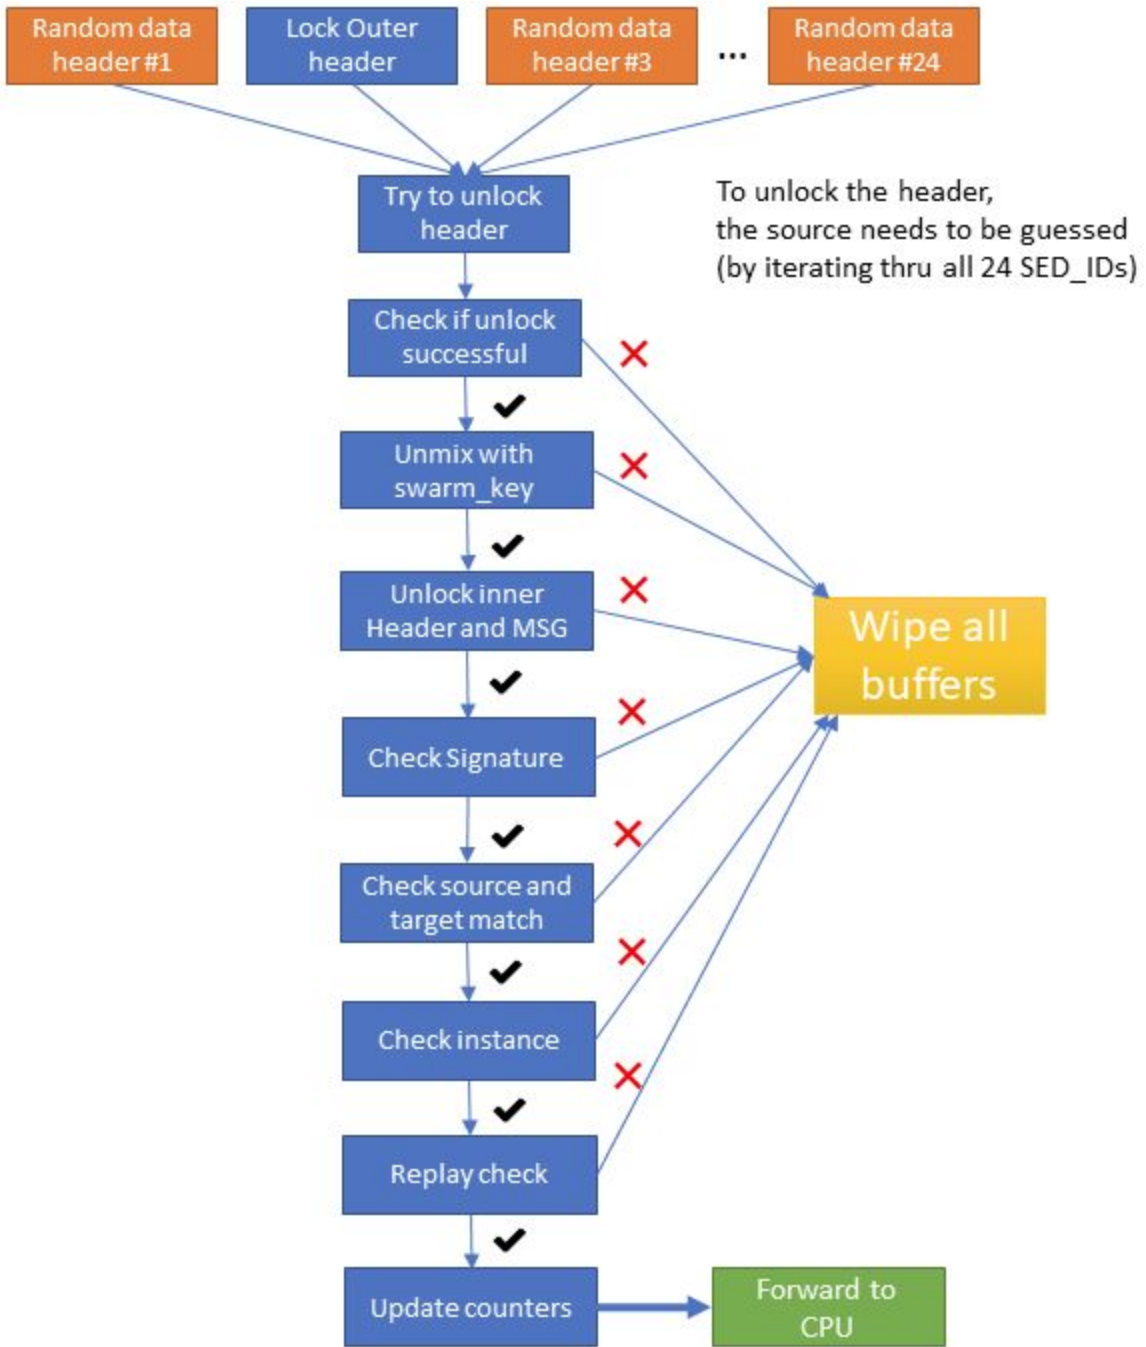 Random data
header #1
Lock Outer
header
Random data
header #3
...
Random data
header #24
Try to unlock
header
To unlock the header,
the source needs to be guessed
(by iterating thru all 24 SED_IDs)
Check if unlock
successful
Unmix with
swarm_key
Unlock inner
Header and MSG
Wipe all
buffers
Check Signature
Check source and
target match
Check instance
Replay check
Update counters
Forward to
CPU